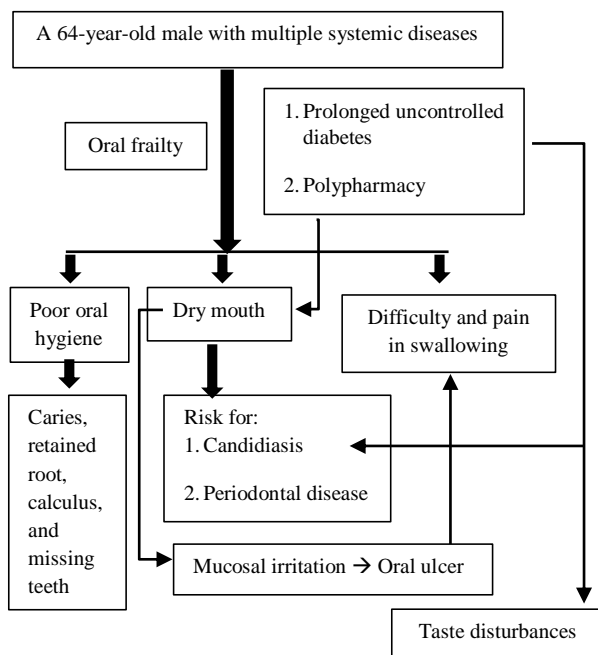 A 64-year-old male with multiple systemic diseases
Oral frailty
1. Prolonged uncontrolled
diabetes
2. Polypharmacy
Poor oral
hygiene
Dry mouth
Difficulty and pain
in swallowing
Caries,
retained
root,
calculus,
and
missing
teeth
Risk for:
1. Candidiasis
2. Periodontal disease
Mucosal irritation → Oral ulcer
Taste disturbances